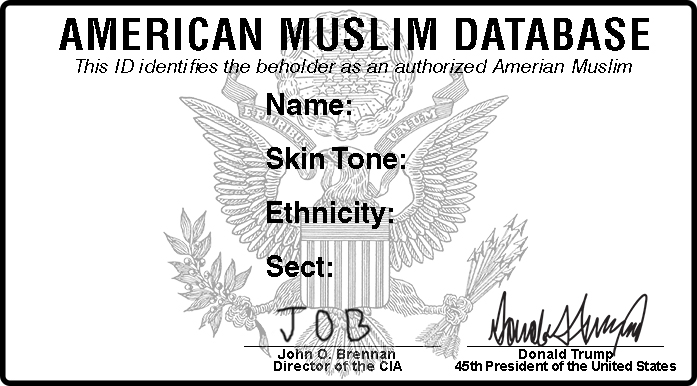 AMERICAN MUSLIM DATABASE
This ID identifies the beholder as an authorized Amerian Muslim
E PLURIBUS UNUM
Name:
Skin Tone:
Ethnicity:
Sect:
JOB
Donald J Trump
John O. Brennan
Donald Trump
Director of the CIA
45th President of the United States